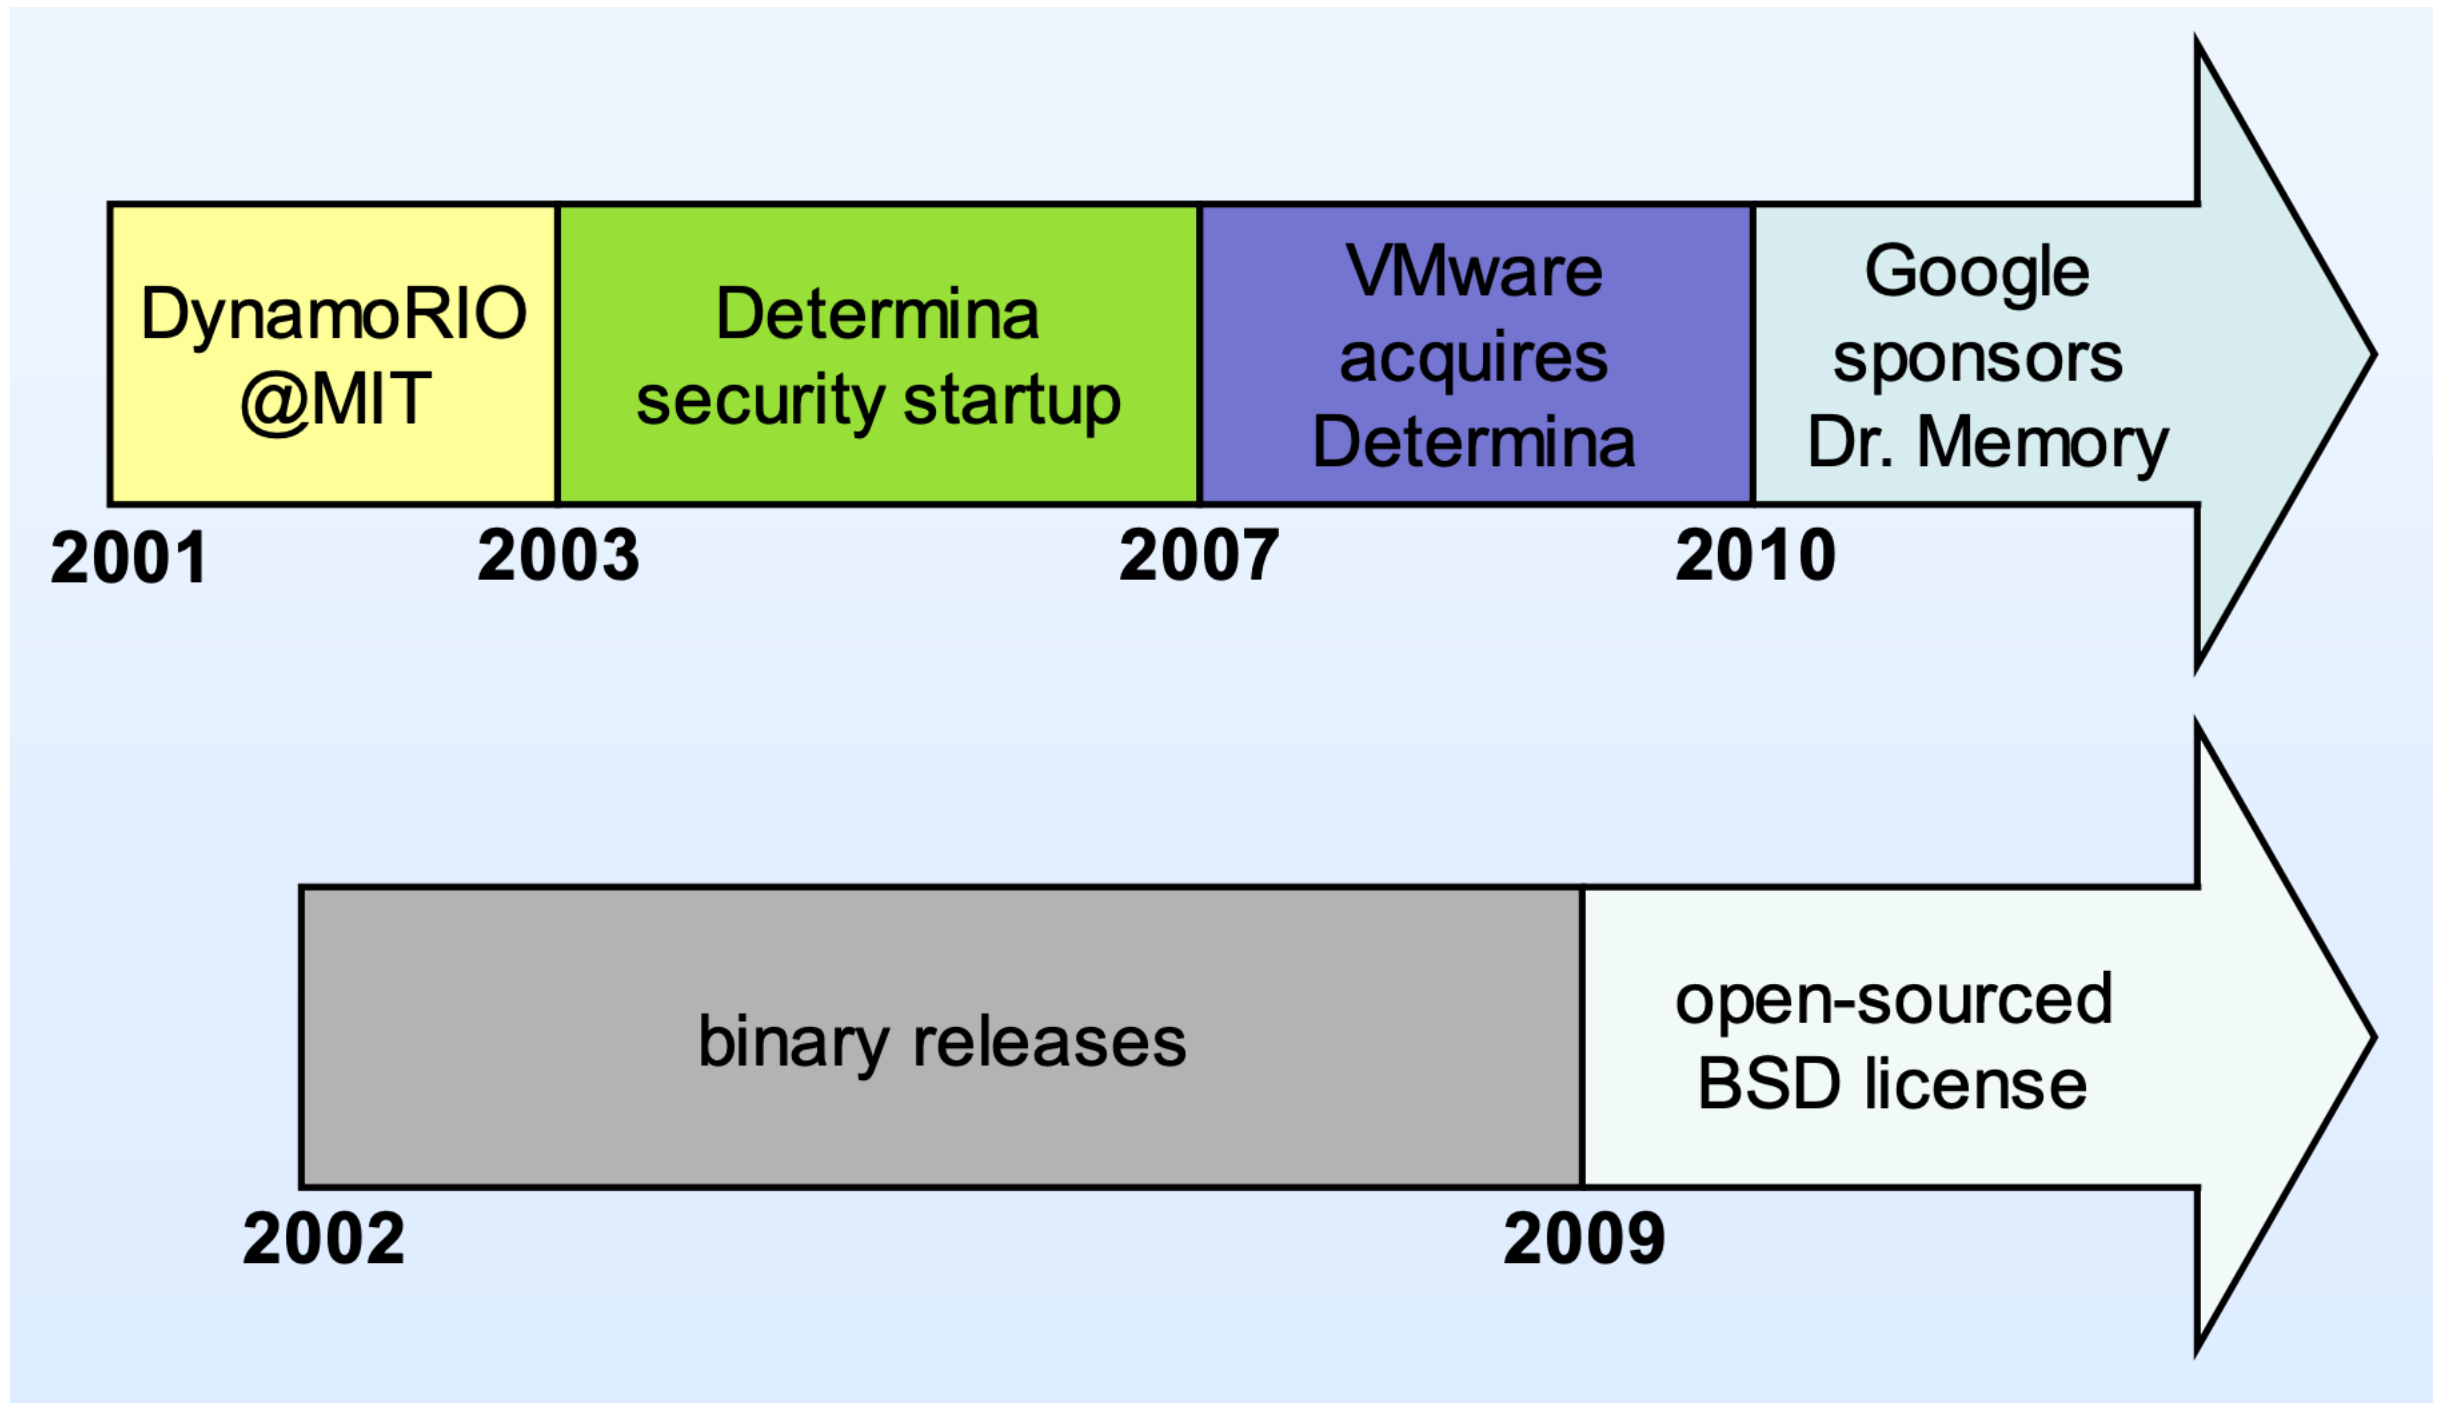 DynamoRIO
@MIT
Determina
security startup
VMware
acquires
Determina
Google
sponsors
Dr. Memory
2001
2003
2007
2010
binary releases
open-sourced
BSD license
2002
2009